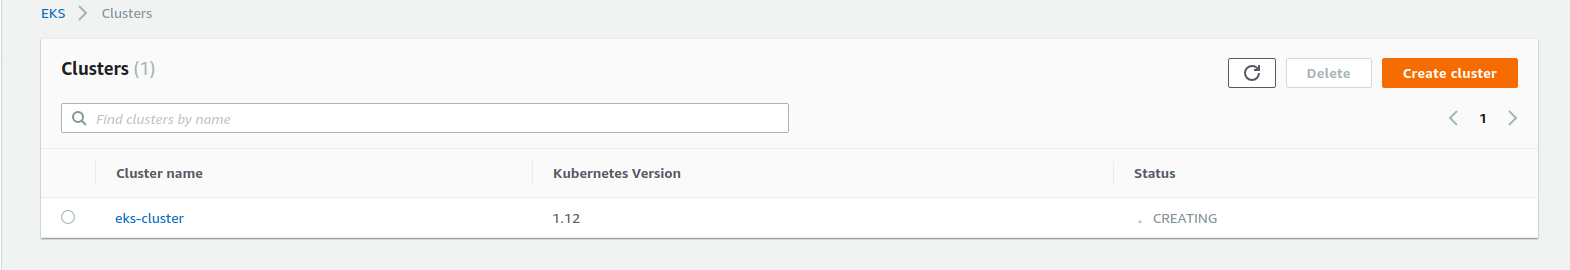 EKS > Clusters
Clusters (1)
Delete
Create cluster
Find clusters by name
1
Cluster name Kubernetes Version Status
eks-cluster 1.12 CREATING